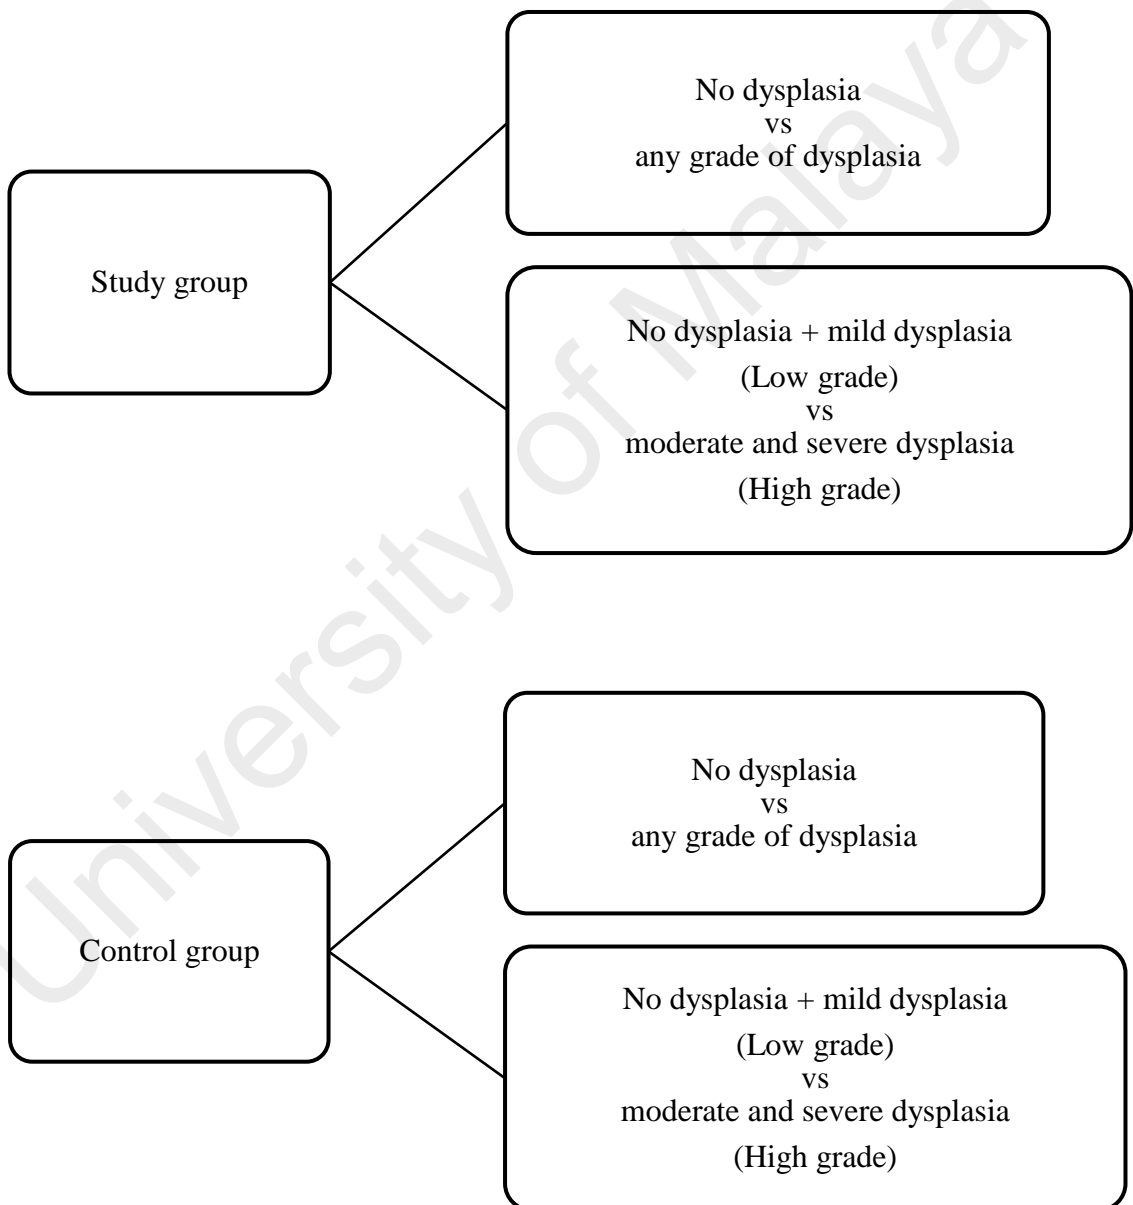 No dysplasia
vs
any grade of dysplasia
Study group
No dysplasia + mild dysplasia
(Low grade)
vs
moderate and severe dysplasia
(High grade)
No dysplasia
vs
any grade of dysplasia
Control group
No dysplasia + mild dysplasia
(Low grade)
vs
moderate and severe dysplasia
(High grade)
University of Malaya